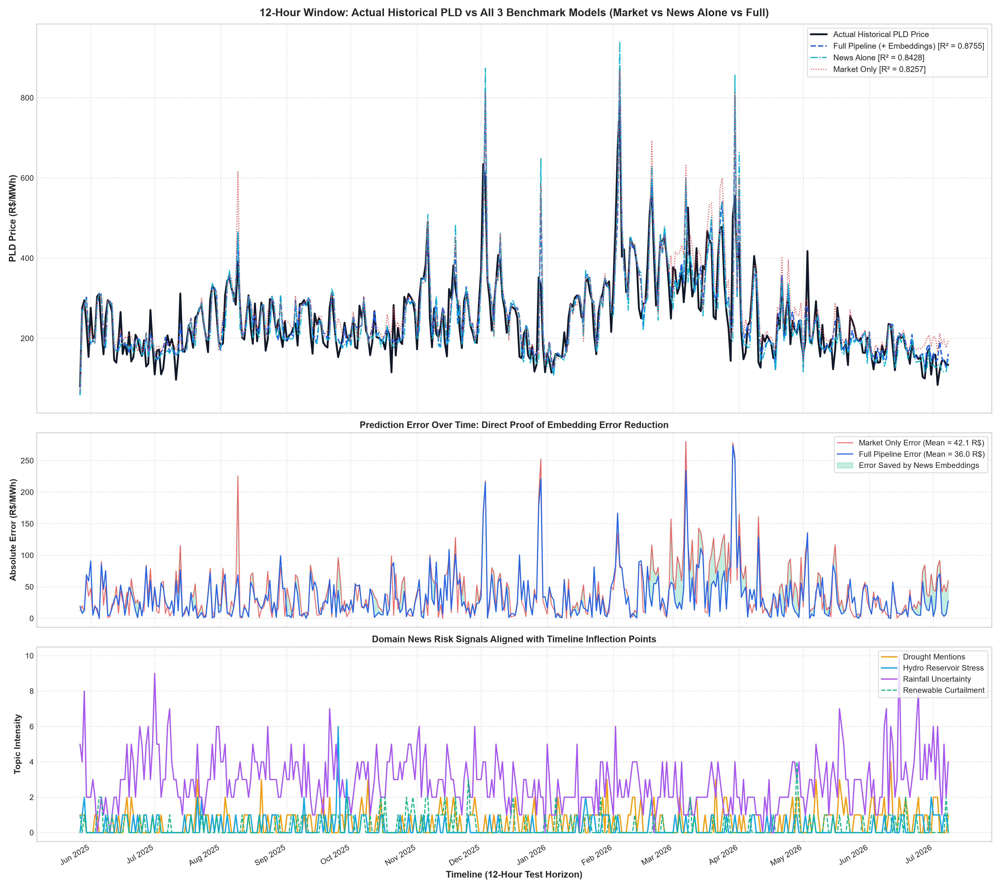 12-Hour Window: Actual Historical PLD vs All 3 Benchmark Models (Market vs News Alone vs Full)
Actual Historical PLD Price
Full Pipeline (+ Embeddings) [R² = 0.8755]
News Alone [R² = 0.8428]
Market Only [R² = 0.8257]
PLD Price (R$/MWh)
800
600
400
200
Prediction Error Over Time: Direct Proof of Embedding Error Reduction
Market Only Error (Mean = 42.1 R$)
Full Pipeline Error (Mean = 36.0 R$)
Error Saved by News Embeddings
Absolute Error (R$/MWh)
250
200
150
100
50
0
Domain News Risk Signals Aligned with Timeline Inflection Points
Drought Mentions
Hydro Reservoir Stress
Rainfall Uncertainty
Renewable Curtailment
Topic Intensity
10
8
6
4
2
0
Jun 2025
Jul 2025
Aug 2025
Sep 2025
Oct 2025
Nov 2025
Dec 2025
Jan 2026
Feb 2026
Mar 2026
Apr 2026
May 2026
Jun 2026
Jul 2026
Timeline (12-Hour Test Horizon)